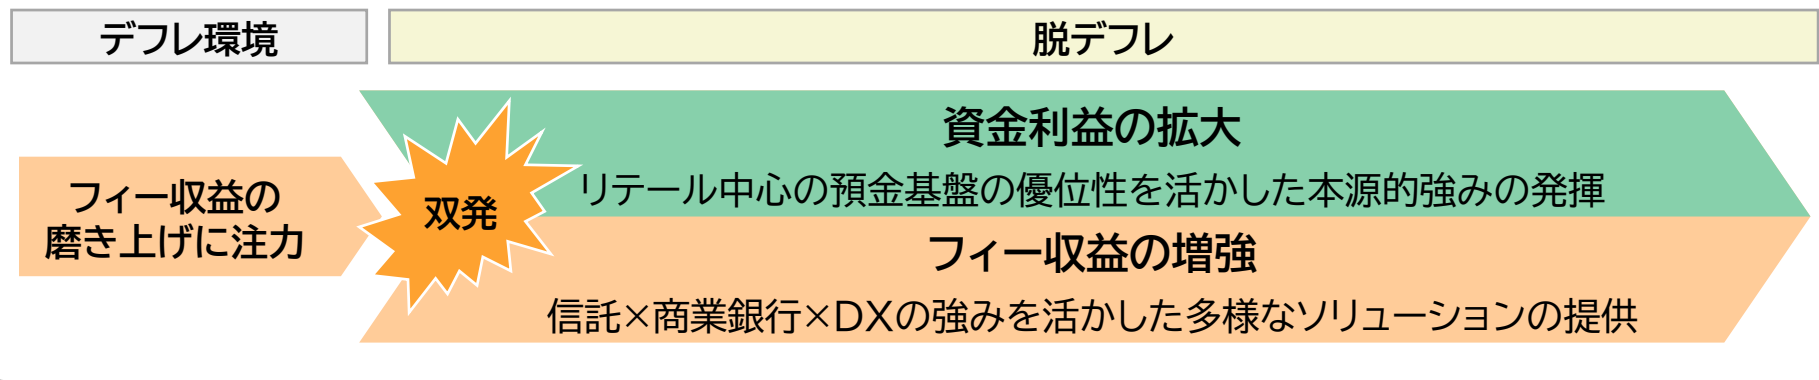 デフレ環境
脱デフレ
フィー収益の
磨き上げに注力
双発
資金利益の拡大
リテール中心の預金基盤の優位性を活かした本源的強みの発揮
フィー収益の増強
信託×商業銀行×DXの強みを活かした多様なソリューションの提供